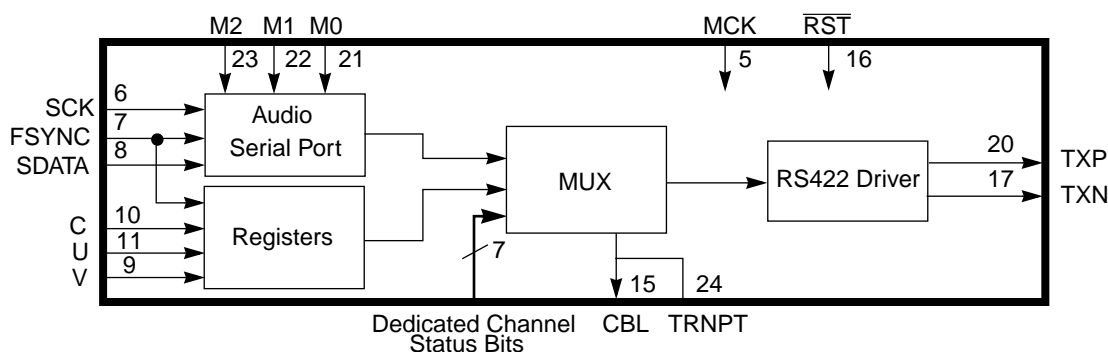 M2 M1 M0 MCK RST
23 22 21 5 16
SCK 6
FSYNC 7
SDATA 8
Audio
Serial Port
MUX
RS422 Driver
20 TXP
17 TXN
C 10
U 11
V 9
Registers
7
15 24
Dedicated Channel
Status Bits
CBL TRNPT